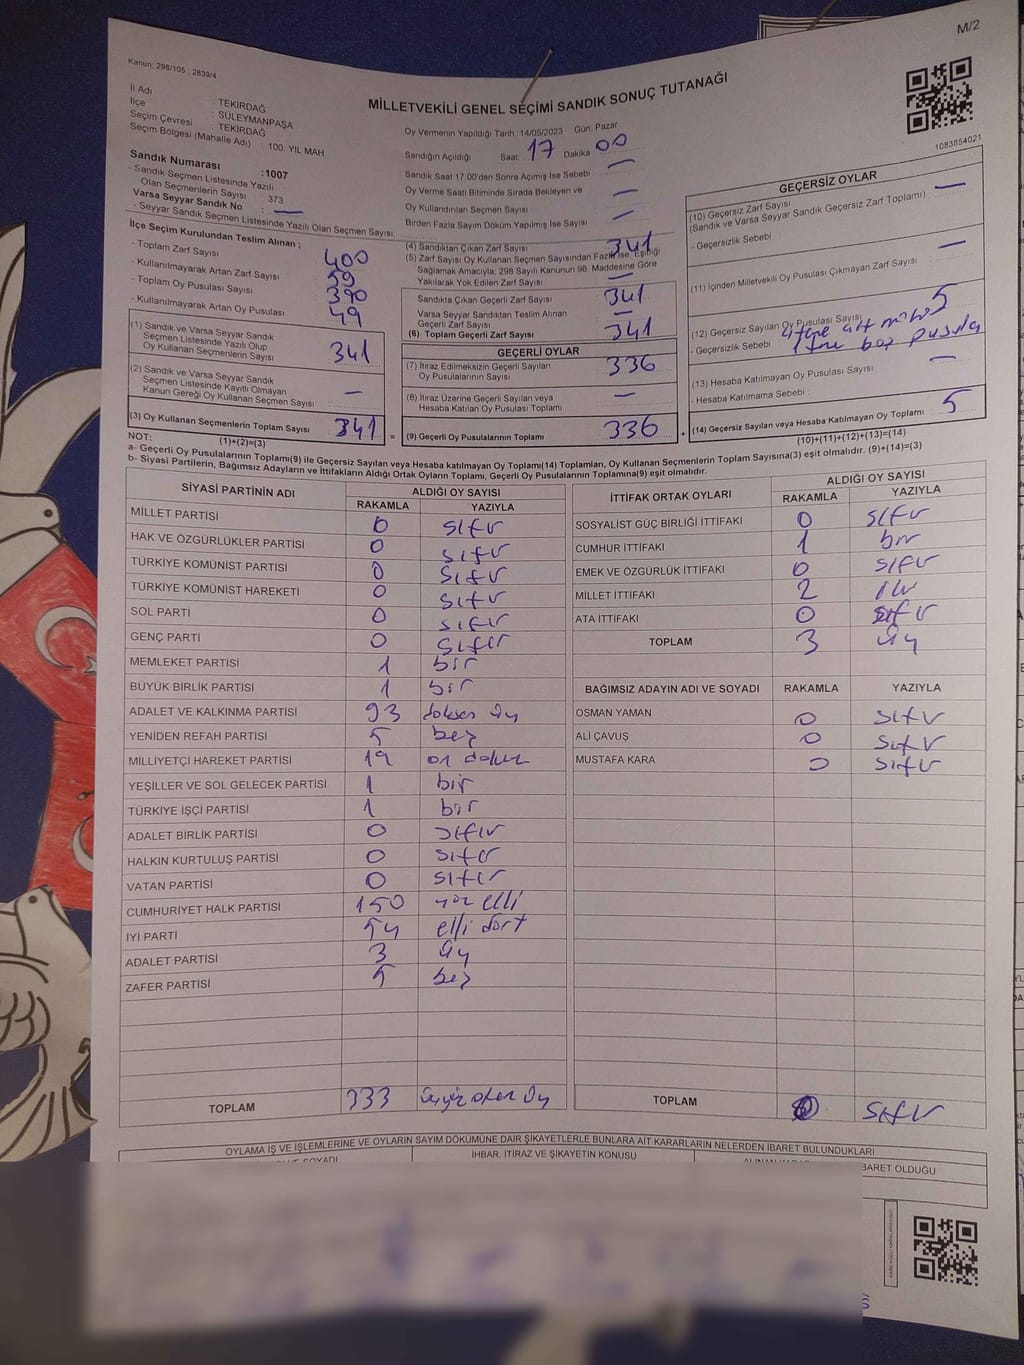 M/2
Kanun: 298/105 , 2839/4
MİLLETVEKİLİ GENEL SEÇİMİ SANDIK SONUÇ TUTANAĞI
İl Adı : TEKİRDAĞ
İlçe : SÜLEYMANPAŞA
Seçim Çevresi : TEKİRDAĞ
Seçim Bölgesi (Mahalle Adı) : 100. YIL MAH.
Sandık Numarası :1007
- Sandık Seçmen Listesinde Yazılı
Olan Seçmenlerin Sayısı : 373
Varsa Seyyar Sandık No : —
- Seyyar Sandık Seçmen Listesinde Yazılı Olan Seçmen Sayısı:
İlçe Seçim Kurulundan Teslim Alınan ;
- Toplam Zarf Sayısı : 400
- Kullanılmayarak Artan Zarf Sayısı : 59
- Toplam Oy Pusulası Sayısı : 390
- Kullanılmayarak Artan Oy Pusulası : 49
(1) Sandık ve Varsa Seyyar Sandık
Seçmen Listesinde Yazılı Olup
Oy Kullanan Seçmenlerin Sayısı : 341
(2) Sandık ve Varsa Seyyar Sandık
Seçmen Listesinde Kayıtlı Olmayan
Kanun Gereği Oy Kullanan Seçmen Sayısı : —
(3) Oy Kullanan Seçmenlerin Toplam Sayısı : 341 =
Oy Vermenin Yapıldığı Tarih : 14/05/2023 Gün: Pazar
Sandığın Açıldığı Saat : 17 Dakika : 00
Sandık Saat 17.00'den Sonra Açılmış İse Sebebi —
Oy Verme Saati Bitiminde Sırada Bekleyen ve
Oy Kullandırılan Seçmen Sayısı : —
Birden Fazla Sayım Döküm Yapılmış İse Sayısı : —
(4) Sandıktan Çıkan Zarf Sayısı : 341
(5) Zarf Sayısı Oy Kullanan Seçmen Sayısından Fazla İse, Eşitliği
Sağlamak Amacıyla, 298 Sayılı Kanunun 98. Maddesine Göre
Yakılarak Yok Edilen Zarf Sayısı : —
Sandıkta Çıkan Geçerli Zarf Sayısı : 341
Varsa Seyyar Sandıktan Teslim Alınan
Geçerli Zarf Sayısı : —
(6) Toplam Geçerli Zarf Sayısı : 341
GEÇERLİ OYLAR
(7) İtiraz Edilmeksizin Geçerli Sayılan
Oy Pusulalarının Sayısı : 336
(8) İtiraz Üzerine Geçerli Sayılan veya
Hesaba Katılan Oy Pusulası Toplamı : —
(9) Geçerli Oy Pusulalarının Toplamı : 336 +
1083854021
GEÇERSİZ OYLAR
(10) Geçersiz Zarf Sayısı
(Sandık ve Varsa Seyyar Sandık Geçersiz Zarf Toplamı) : —
- Geçersizlik Sebebi :
(11) İçinden Milletvekili Oy Pusulası Çıkmayan Zarf Sayısı : —
(12) Geçersiz Sayılan Oy Pusulası Sayısı : 5
- Geçersizlik Sebebi : 4 tane
1 tane boş pusula
(13) Hesaba Katılmayan Oy Pusulası Sayısı : —
- Hesaba Katılmama Sebebi :
(14) Geçersiz Sayılan veya Hesaba Katılmayan Oy Toplamı : 5
NOT: (1)+(2)=(3) (10)+(11)+(12)+(13)=(14)
a- Geçerli Oy Pusulalarının Toplamı(9) ile Geçersiz Sayılan veya Hesaba katılmayan Oy Toplamı(14) Toplamları, Oy Kullanan Seçmenlerin Toplam Sayısına(3) eşit olmalıdır. (9)+(14)=(3)
b- Siyasi Partilerin, Bağımsız Adayların ve İttifakların Aldığı Ortak Oyların Toplamı, Geçerli Oy Pusulalarının Toplamına(9) eşit olmalıdır.
SİYASİ PARTİNİN ADI ALDIĞI OY SAYISI
RAKAMLA YAZIYLA
MİLLET PARTİSİ 0 sıfır
HAK VE ÖZGÜRLÜKLER PARTİSİ 0 sıfır
TÜRKİYE KOMÜNİST PARTİSİ 0 sıfır
TÜRKİYE KOMÜNİST HAREKETİ 0 sıfır
SOL PARTİ 0 sıfır
GENÇ PARTİ 0 sıfır
MEMLEKET PARTİSİ 1 bir
BÜYÜK BİRLİK PARTİSİ 1 bir
ADALET VE KALKINMA PARTİSİ 93 doksan üç
YENİDEN REFAH PARTİSİ 5 beş
MİLLİYETÇİ HAREKET PARTİSİ 19 on dokuz
YEŞİLLER VE SOL GELECEK PARTİSİ 1 bir
TÜRKİYE İŞÇİ PARTİSİ 1 bir
ADALET BİRLİK PARTİSİ 0 sıfır
HALKIN KURTULUŞ PARTİSİ 0 sıfır
VATAN PARTİSİ 0 sıfır
CUMHURİYET HALK PARTİSİ 150 yüz elli
İYİ PARTİ 54 elli dört
ADALET PARTİSİ 3 üç
ZAFER PARTİSİ 5 beş
TOPLAM 333 üçyüz otuz üç
İTTİFAK ORTAK OYLARI ALDIĞI OY SAYISI
RAKAMLA YAZIYLA
SOSYALİST GÜÇ BİRLİĞİ İTTİFAKI 0 sıfır
CUMHUR İTTİFAKI 1 bir
EMEK VE ÖZGÜRLÜK İTTİFAKI 0 sıfır
MİLLET İTTİFAKI 2 iki
ATA İTTİFAKI 0 sıfır
TOPLAM 3 üç
BAĞIMSIZ ADAYIN ADI VE SOYADI RAKAMLA YAZIYLA
OSMAN YAMAN 0 sıfır
ALİ ÇAVUŞ 0 sıfır
MUSTAFA KARA 0 sıfır
TOPLAM 0 sıfır
OYLAMA İŞ VE İŞLEMLERİNE VE OYLARIN SAYIM DÖKÜMÜNE DAİR ŞİKAYETLERLE BUNLARA AİT KARARLARIN NELERDEN İBARET BULUNDUKLARI
İHBAR, İTİRAZ VE ŞİKAYETİN KONUSU
BARET OLDUĞU